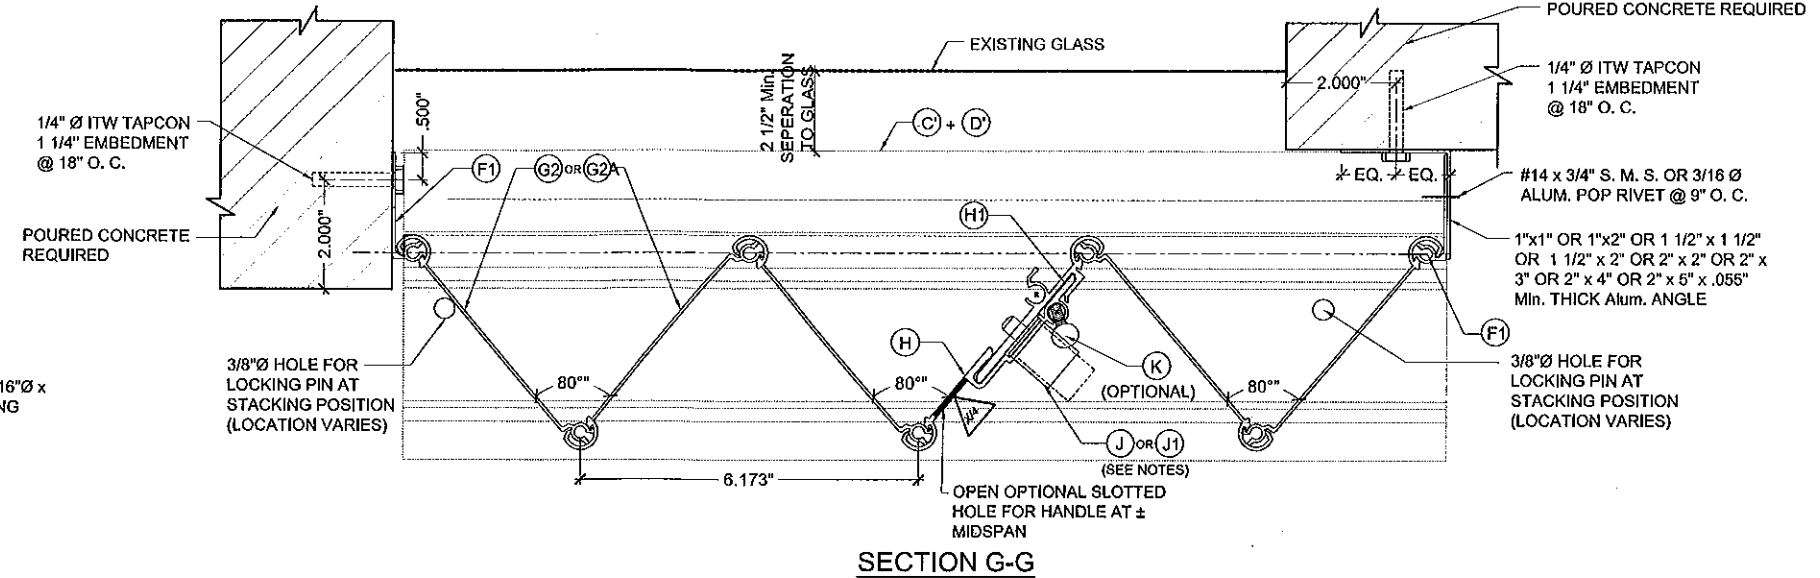 POURED CONCRETE REQUIRED
EXISTING GLASS
1/4" Ø ITW TAPCON
1 1/4" EMBEDMENT
@ 18" O. C.
2.000"
2 1/2" Min.
SEPERATION
TO GLASS
C' + D'
.500"
1/4" Ø ITW TAPCON
1 1/4" EMBEDMENT
@ 18" O. C.
F1
G2 OR G2A
EQ. EQ.
#14 x 3/4" S. M. S. OR 3/16 Ø
ALUM. POP RIVET @ 9" O. C.
H1
POURED CONCRETE
REQUIRED
2.000"
1"x1" OR 1"x2" OR 1 1/2" x 1 1/2"
OR 1 1/2" x 2" OR 2" x 2" OR 2" x
3" OR 2" x 4" OR 2" x 5" x .055"
Min. THICK Alum. ANGLE
F1
H
K
(OPTIONAL)
3/8"Ø HOLE FOR
LOCKING PIN AT
STACKING POSITION
(LOCATION VARIES)
3/8"Ø HOLE FOR
LOCKING PIN AT
STACKING POSITION
(LOCATION VARIES)
16"Ø x
NG
80°"
80°"
80°"
J OR J1
(SEE NOTES)
6.173"
OPEN OPTIONAL SLOTTED
HOLE FOR HANDLE AT ±
MIDSPAN
SECTION G-G